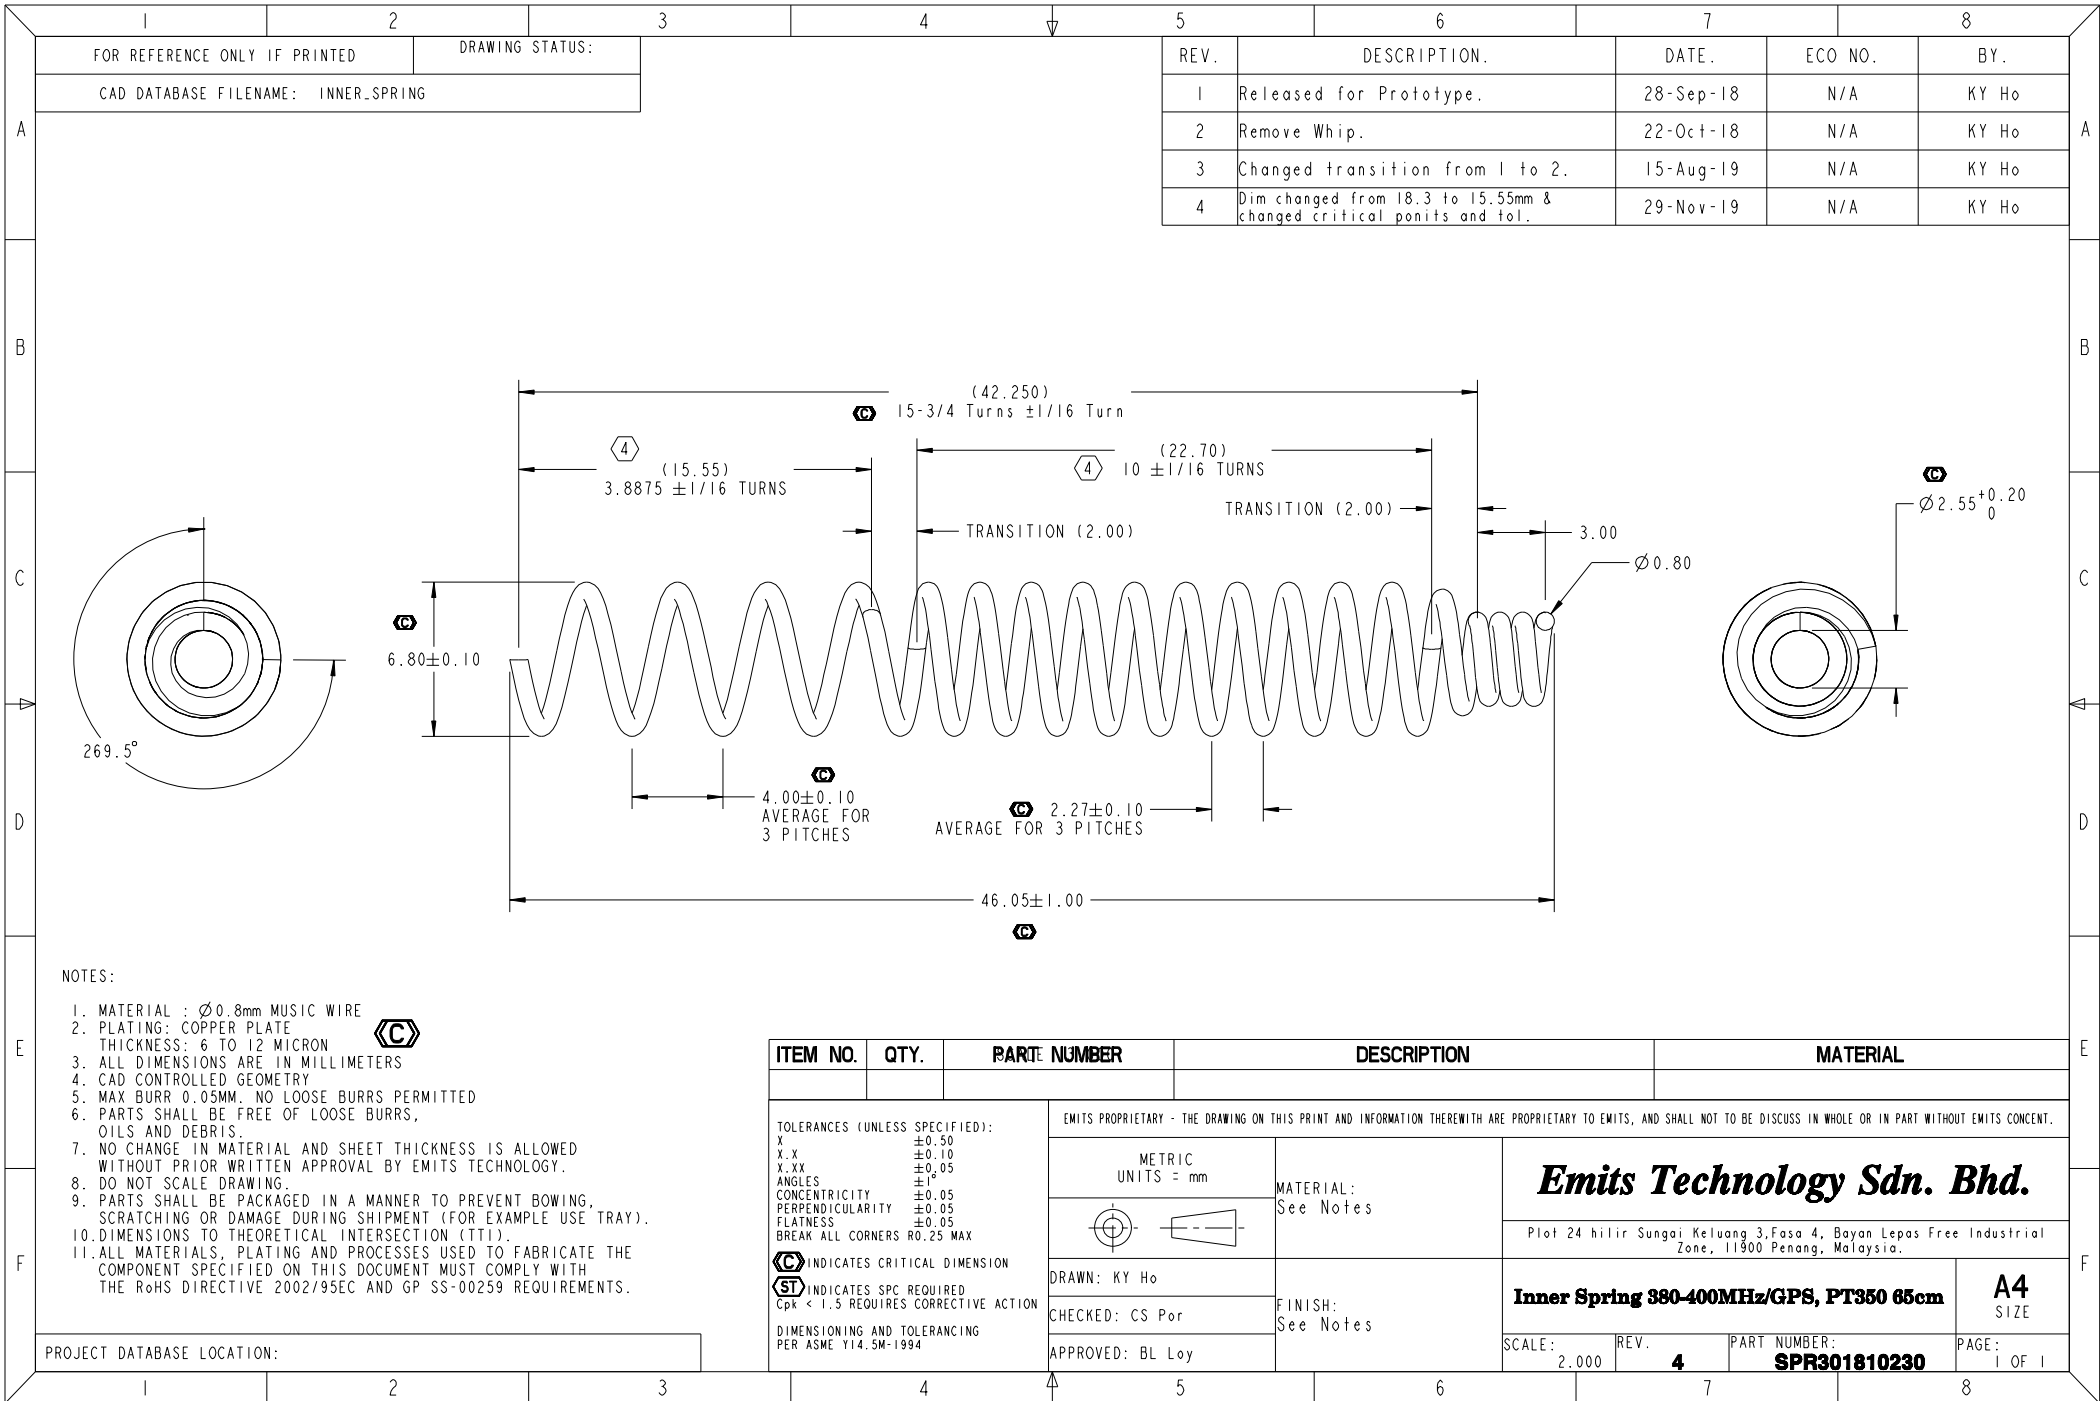 1 2 3 4 5 6 7 8
FOR REFERENCE ONLY IF PRINTED
DRAWING STATUS:
CAD DATABASE FILENAME: INNER_SPRING
REV. DESCRIPTION. DATE. ECO NO. BY.
1 Released for Prototype. 28-Sep-18 N/A KY Ho
2 Remove Whip. 22-Oct-18 N/A KY Ho
3 Changed transition from 1 to 2. 15-Aug-19 N/A KY Ho
4 Dim changed from 18.3 to 15.55mm &
changed critical ponits and tol. 29-Nov-19 N/A KY Ho
A A
B B
C C
D D
E E
F F
(42.250)
C 15-3/4 Turns ±1/16 Turn
4 (15.55)
3.8875 ±1/16 TURNS
(22.70)
4 10 ±1/16 TURNS
TRANSITION (2.00)
TRANSITION (2.00)
3.00
Ø0.80
C
Ø2.55 +0.20
0
C
6.80±0.10
269.5°
C
4.00±0.10
AVERAGE FOR
3 PITCHES
C 2.27±0.10
AVERAGE FOR 3 PITCHES
46.05±1.00
C
NOTES:
1. MATERIAL : Ø0.8mm MUSIC WIRE
2. PLATING: COPPER PLATE
THICKNESS: 6 TO 12 MICRON
C
3. ALL DIMENSIONS ARE IN MILLIMETERS
4. CAD CONTROLLED GEOMETRY
5. MAX BURR 0.05MM. NO LOOSE BURRS PERMITTED
6. PARTS SHALL BE FREE OF LOOSE BURRS,
OILS AND DEBRIS.
7. NO CHANGE IN MATERIAL AND SHEET THICKNESS IS ALLOWED
WITHOUT PRIOR WRITTEN APPROVAL BY EMITS TECHNOLOGY.
8. DO NOT SCALE DRAWING.
9. PARTS SHALL BE PACKAGED IN A MANNER TO PREVENT BOWING,
SCRATCHING OR DAMAGE DURING SHIPMENT (FOR EXAMPLE USE TRAY).
10. DIMENSIONS TO THEORETICAL INTERSECTION (TTI).
11. ALL MATERIALS, PLATING AND PROCESSES USED TO FABRICATE THE
COMPONENT SPECIFIED ON THIS DOCUMENT MUST COMPLY WITH
THE RoHS DIRECTIVE 2002/95EC AND GP SS-00259 REQUIREMENTS.
PROJECT DATABASE LOCATION:
ITEM NO. QTY. PART NUMBER DESCRIPTION MATERIAL
TOLERANCES (UNLESS SPECIFIED):
X ±0.50
X.X ±0.10
X.XX ±0.05
ANGLES ±1°
CONCENTRICITY ±0.05
PERPENDICULARITY ±0.05
FLATNESS ±0.05
BREAK ALL CORNERS R0.25 MAX
C INDICATES CRITICAL DIMENSION
ST INDICATES SPC REQUIRED
Cpk < 1.5 REQUIRES CORRECTIVE ACTION
DIMENSIONING AND TOLERANCING
PER ASME Y14.5M-1994
EMITS PROPRIETARY - THE DRAWING ON THIS PRINT AND INFORMATION THEREWITH ARE PROPRIETARY TO EMITS, AND SHALL NOT TO BE DISCUSS IN WHOLE OR IN PART WITHOUT EMITS CONCENT.
METRIC
UNITS = mm
DRAWN: KY Ho
CHECKED: CS Por
APPROVED: BL Loy
MATERIAL:
See Notes
FINISH:
See Notes
Emits Technology Sdn. Bhd.
Plot 24 hilir Sungai Keluang 3,Fasa 4, Bayan Lepas Free Industrial
Zone, 11900 Penang, Malaysia.
Inner Spring 380-400MHz/GPS, PT350 65cm
A4
SIZE
SCALE: 2.000
REV. 4
PART NUMBER: SPR301810230
PAGE: 1 OF 1
1 2 3 4 5 6 7 8